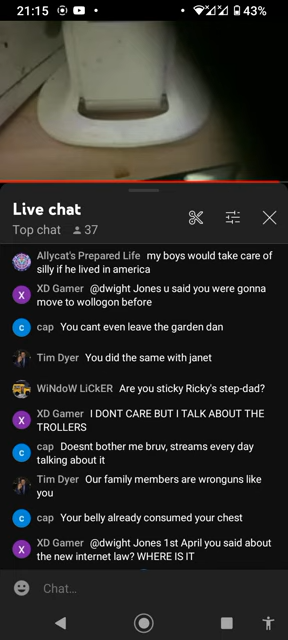 21:15
43%
Live chat
Top chat 37
Allycat's Prepared Life my boys would take care of
silly if he lived in america
X XD Gamer @dwight Jones u said you were gonna
move to wollogon before
c cap You cant even leave the garden dan
Tim Dyer You did the same with janet
WiNdoW LiCkER Are you sticky Ricky's step-dad?
X XD Gamer I DONT CARE BUT I TALK ABOUT THE
TROLLERS
c cap Doesnt bother me bruv, streams every day
talking about it
Tim Dyer Our family members are wronguns like
you
c cap Your belly already consumed your chest
X XD Gamer @dwight Jones 1st April you said about
the new internet law? WHERE IS IT
Chat...